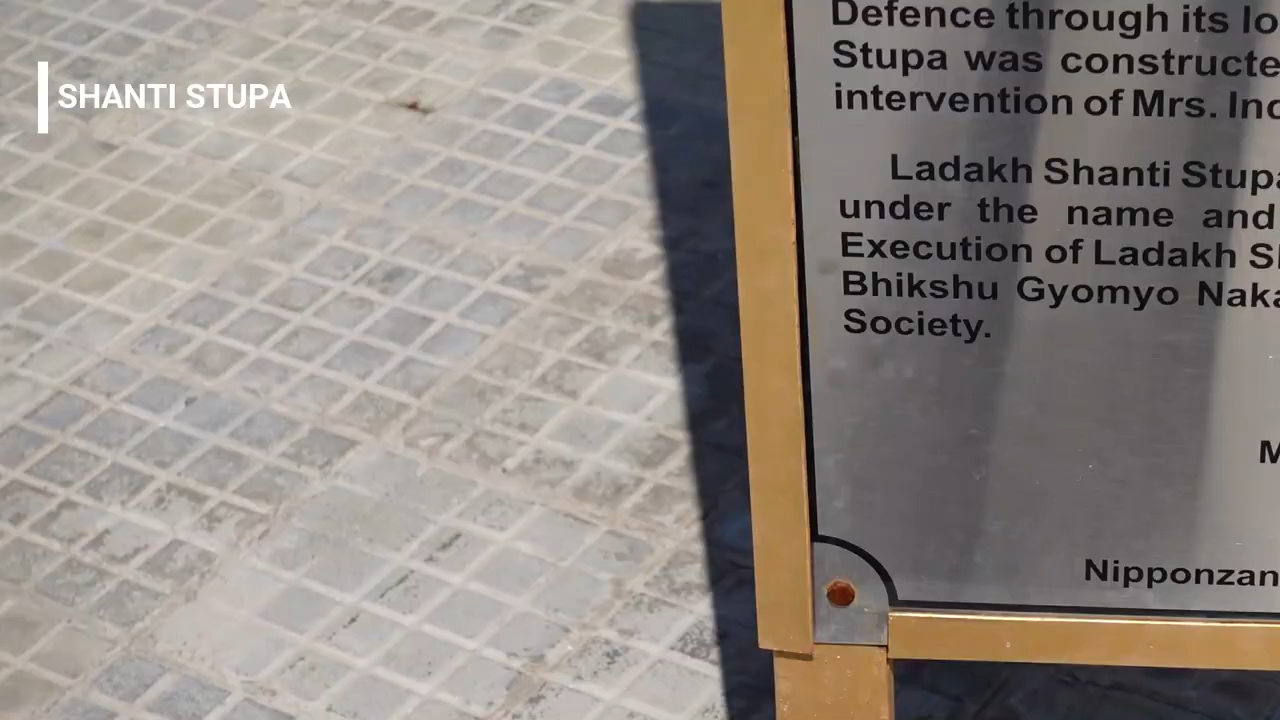 SHANTI STUPA
Defence through its lo
Stupa was constructe
intervention of Mrs. Ind
Ladakh Shanti Stupa
under the name and
Execution of Ladakh Sh
Bhikshu Gyomyo Naka
Society.
M
Nipponzan